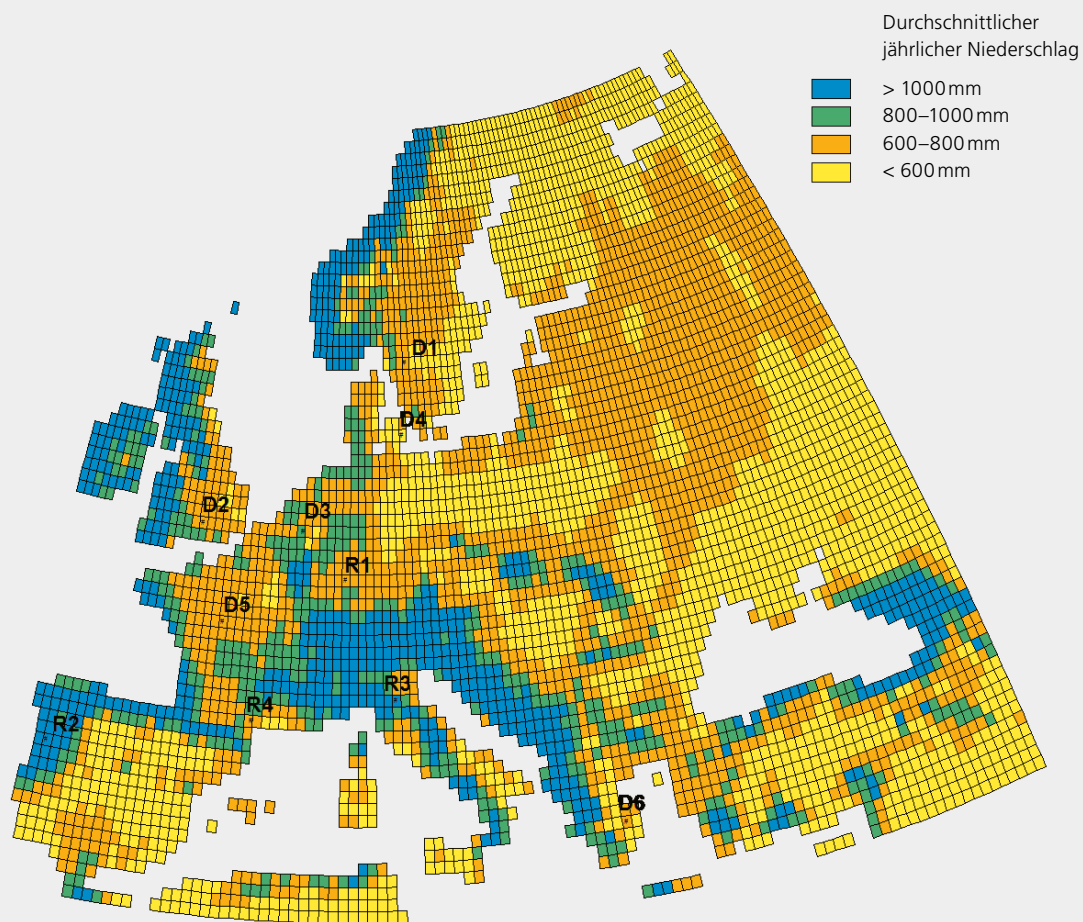 Durchschnittlicher
jährlicher Niederschlag
> 1000 mm
800–1000 mm
600–800 mm
< 600 mm
D1
D4
D2
D3
R1
D5
R3
R4
R2
D6